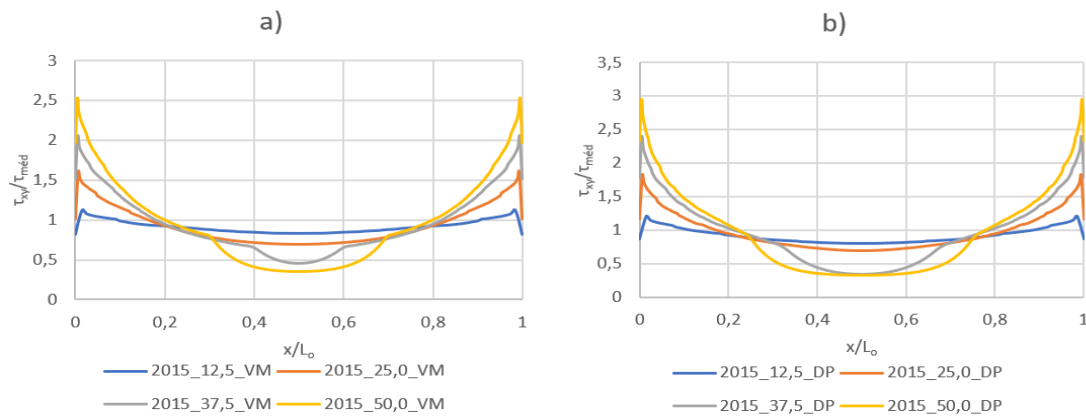 a)
3
2,5
2
1,5
1
0,5
0
τxy/τméd
0 0,2 0,4 0,6 0,8 1
x/Lo
2015_12,5_VM 2015_25,0_VM
2015_37,5_VM 2015_50,0_VM
b)
3,5
3
2,5
2
1,5
1
0,5
0
τxy/τméd
0 0,2 0,4 0,6 0,8 1
x/Lo
2015_12,5_DP 2015_25,0_DP
2015_37,5_DP 2015_50,0_DP